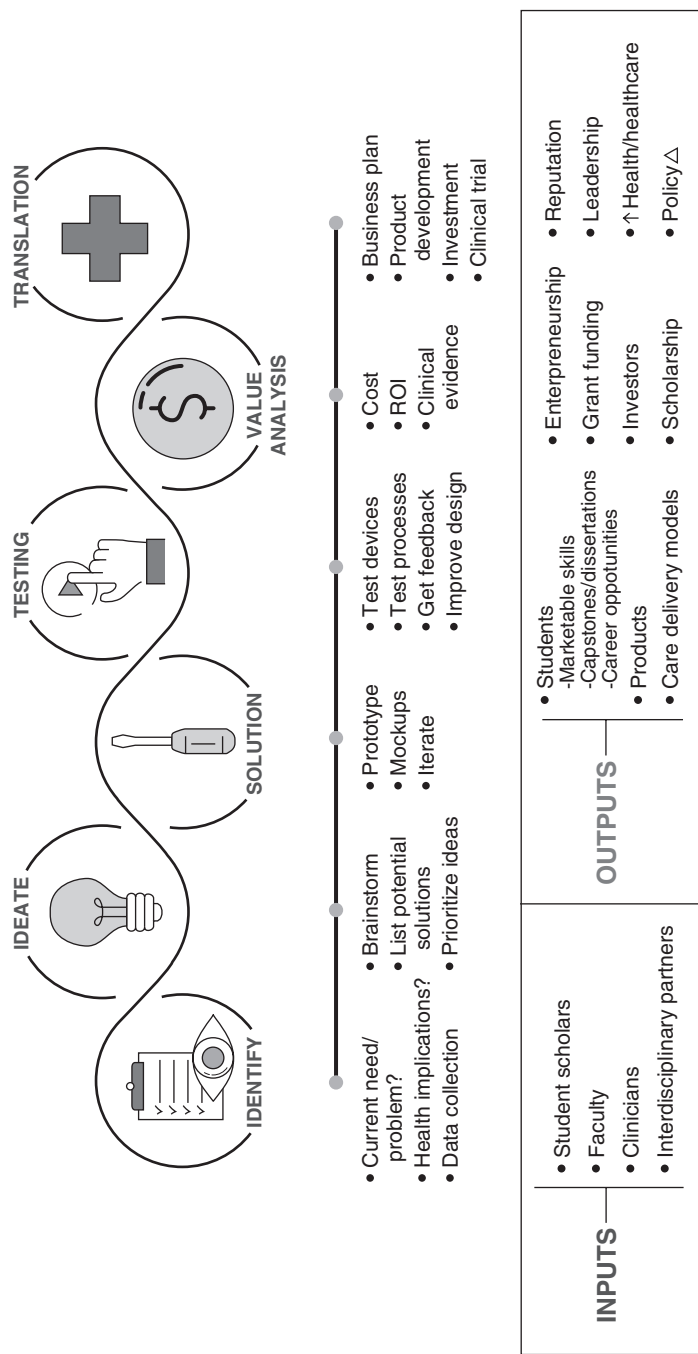 IDENTIFY
IDEATE
SOLUTION
TESTING
VALUE
ANALYSIS
TRANSLATION
• Current need/
problem?
• Health implications?
• Data collection
• Brainstorm
• List potential
solutions
• Prioritize ideas
• Prototype
• Mockups
• Iterate
• Test devices
• Test processes
• Get feedback
• Improve design
• Cost
• ROI
• Clinical
evidence
• Business plan
• Product
development
• Investment
• Clinical trial
INPUTS
• Student scholars
• Faculty
• Clinicians
• Interdisciplinary partners
OUTPUTS
• Students
-Marketable skills
-Capstones/dissertations
-Career oppotunities
• Products
• Care delivery models
• Enterpreneurship
• Grant funding
• Investors
• Scholarship
• Reputation
• Leadership
• ↑Health/healthcare
• Policy△